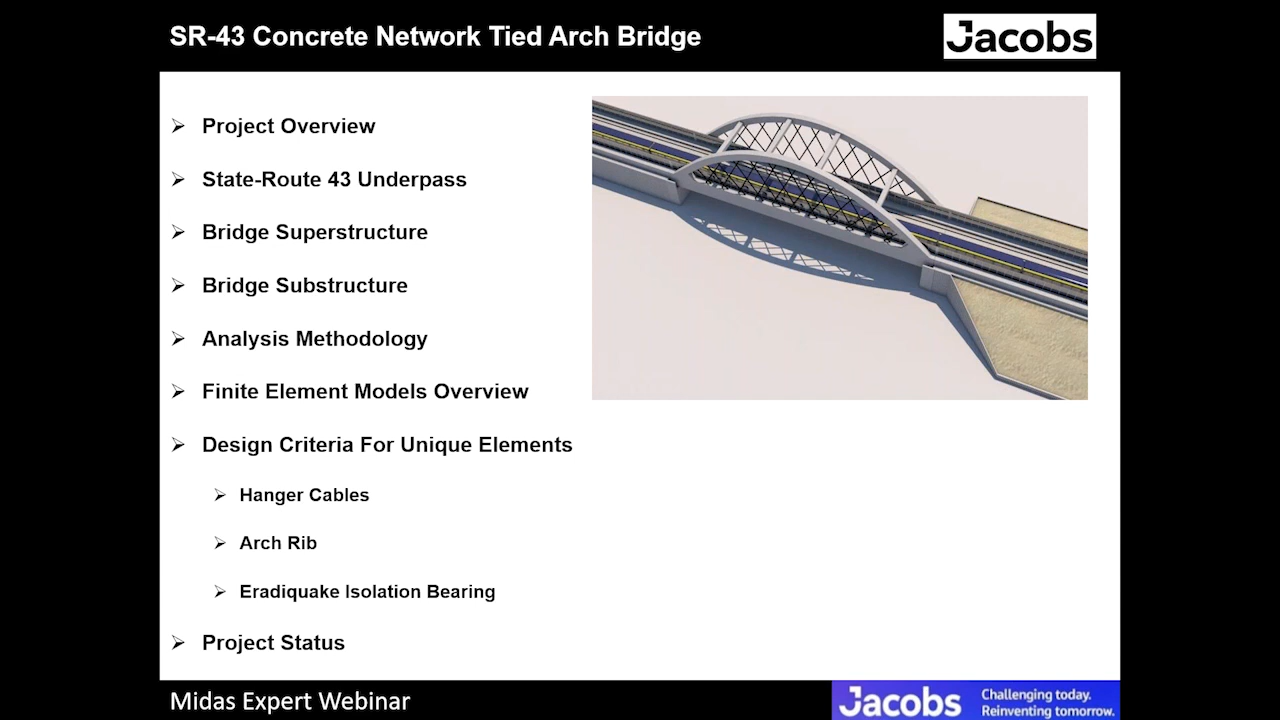 SR-43 Concrete Network Tied Arch Bridge
Jacobs
Project Overview
State-Route 43 Underpass
Bridge Superstructure
Bridge Substructure
Analysis Methodology
Finite Element Models Overview
Design Criteria For Unique Elements
Hanger Cables
Arch Rib
Eradiquake Isolation Bearing
Project Status
Midas Expert Webinar
Jacobs
Challenging today.
Reinventing tomorrow.